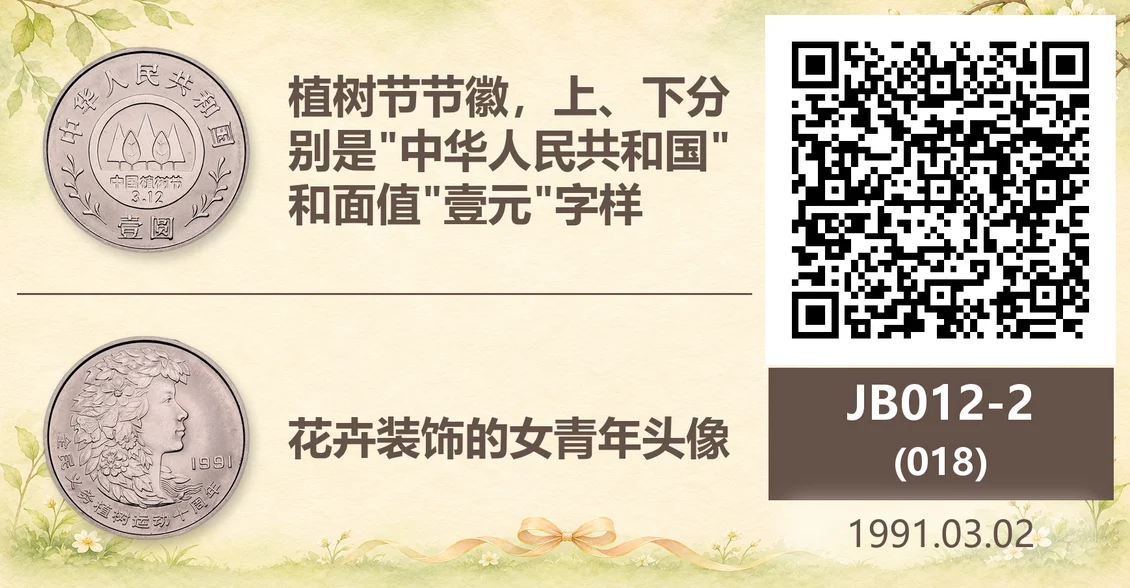 中华人民共和国
中国植树节
3.12
壹圆
植树节节徽，上、下分
别是"中华人民共和国"
和面值"壹元"字样
全民义务植树运动十周年
1991
花卉装饰的女青年头像
JB012-2
(018)
1991.03.02